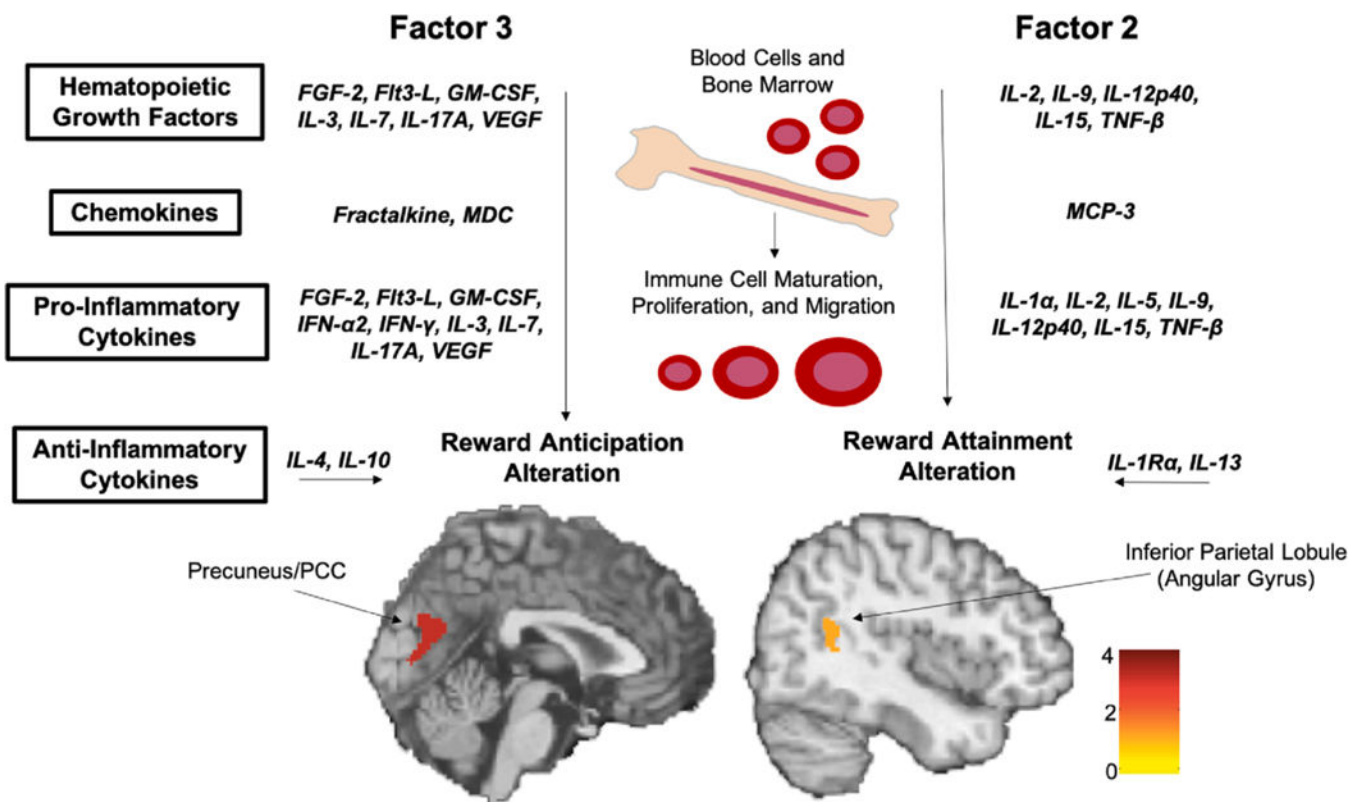 Factor 3
Factor 2
Hematopoietic
Growth Factors
FGF-2, Flt3-L, GM-CSF,
IL-3, IL-7, IL-17A, VEGF
Blood Cells and
Bone Marrow
IL-2, IL-9, IL-12p40,
IL-15, TNF-β
Chemokines
Fractalkine, MDC
MCP-3
Immune Cell Maturation,
Proliferation, and Migration
Pro-Inflammatory
Cytokines
FGF-2, Flt3-L, GM-CSF,
IFN-α2, IFN-γ, IL-3, IL-7,
IL-17A, VEGF
IL-1α, IL-2, IL-5, IL-9,
IL-12p40, IL-15, TNF-β
Anti-Inflammatory
Cytokines
IL-4, IL-10
Reward Anticipation
Alteration
Reward Attainment
Alteration
IL-1Rα, IL-13
Precuneus/PCC
Inferior Parietal Lobule
(Angular Gyrus)
4
2
0